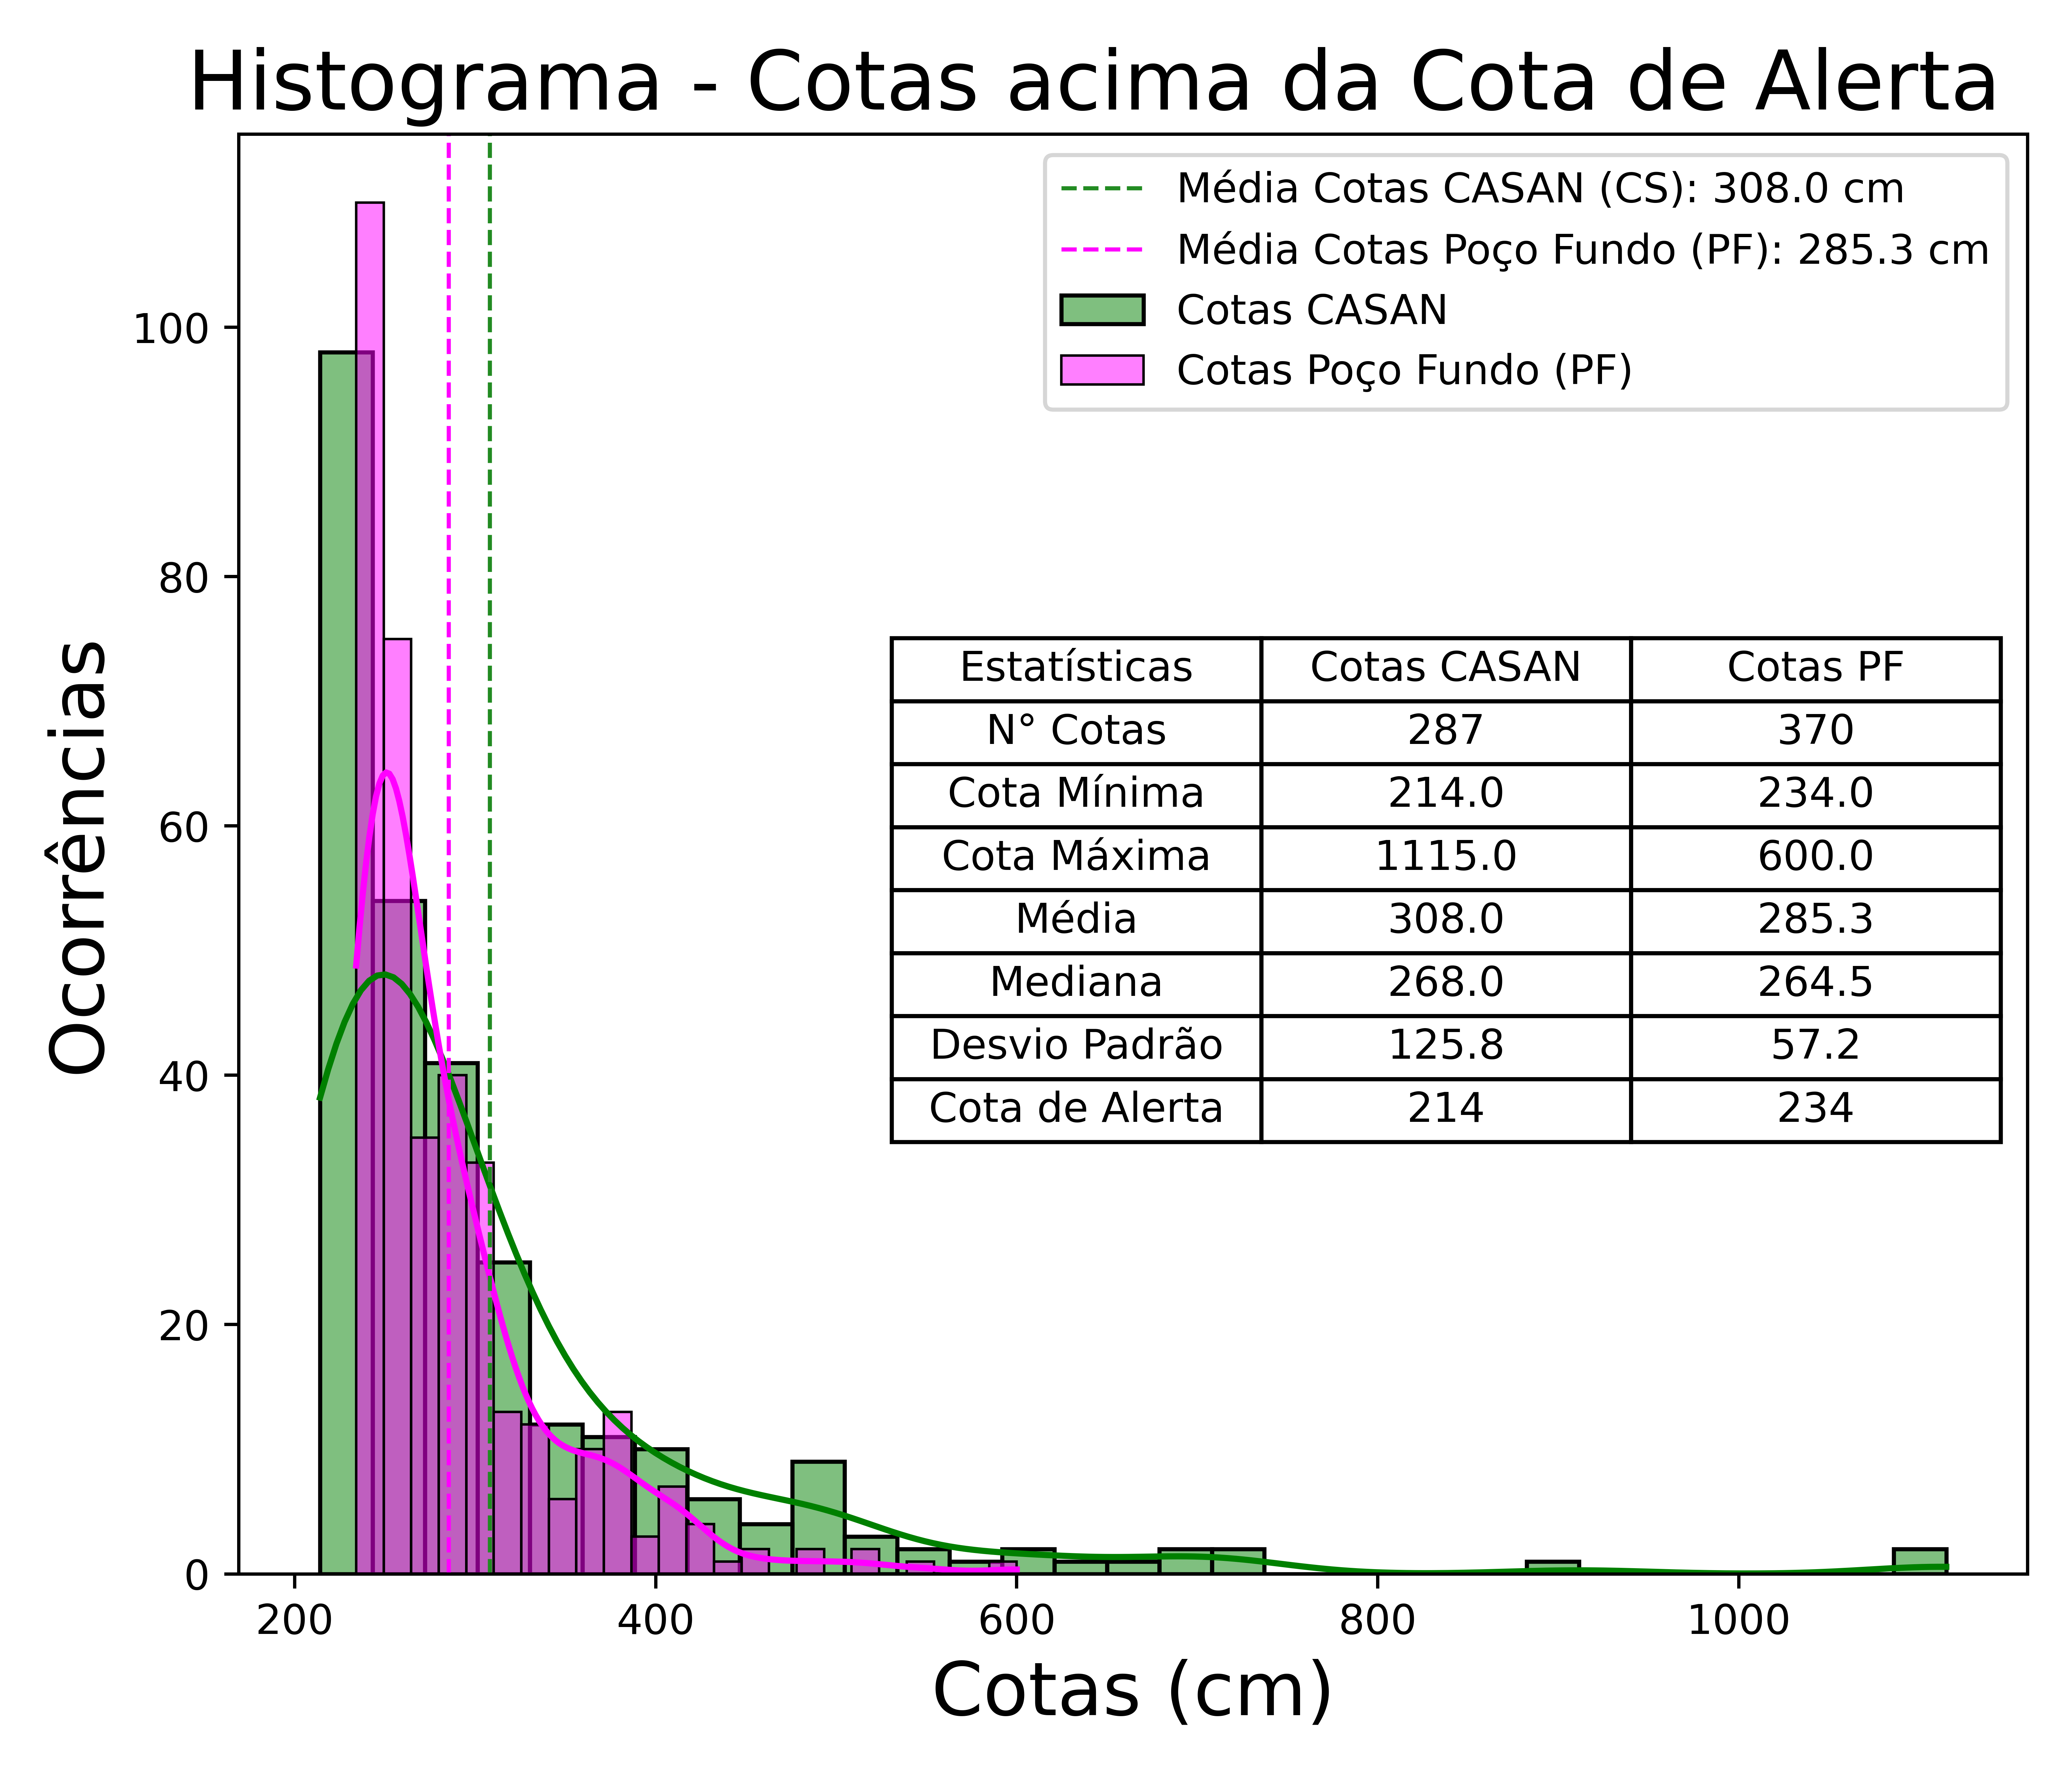 Histograma - Cotas acima da Cota de Alerta
Média Cotas CASAN (CS): 308.0 cm
Média Cotas Poço Fundo (PF): 285.3 cm
Cotas CASAN
Cotas Poço Fundo (PF)
Ocorrências
100
80
60
40
20
0
Estatísticas Cotas CASAN Cotas PF
N° Cotas 287 370
Cota Mínima 214.0 234.0
Cota Máxima 1115.0 600.0
Média 308.0 285.3
Mediana 268.0 264.5
Desvio Padrão 125.8 57.2
Cota de Alerta 214 234
200 400 600 800 1000
Cotas (cm)